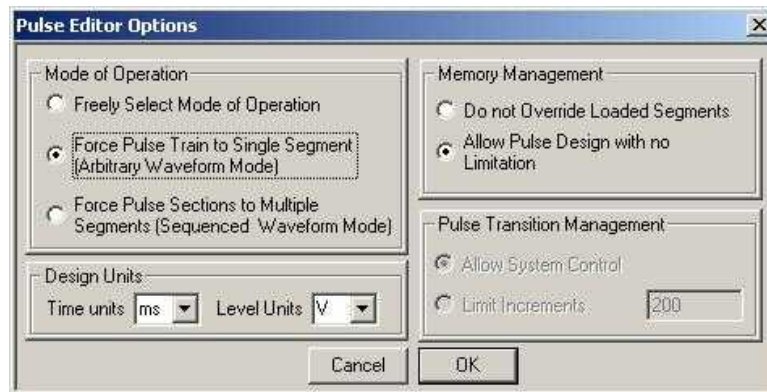 Pulse Editor Options
Mode of Operation
Freely Select Mode of Operation
Force Pulse Train to Single Segment
(Arbitrary Waveform Mode)
Force Pulse Sections to Multiple
Segments (Sequenced Waveform Mode)
Design Units
Time units ms Level Units V
Memory Management
Do not Override Loaded Segments
Allow Pulse Design with no
Limitation
Pulse Transition Management
Allow System Control
Limit Increments 200
Cancel OK